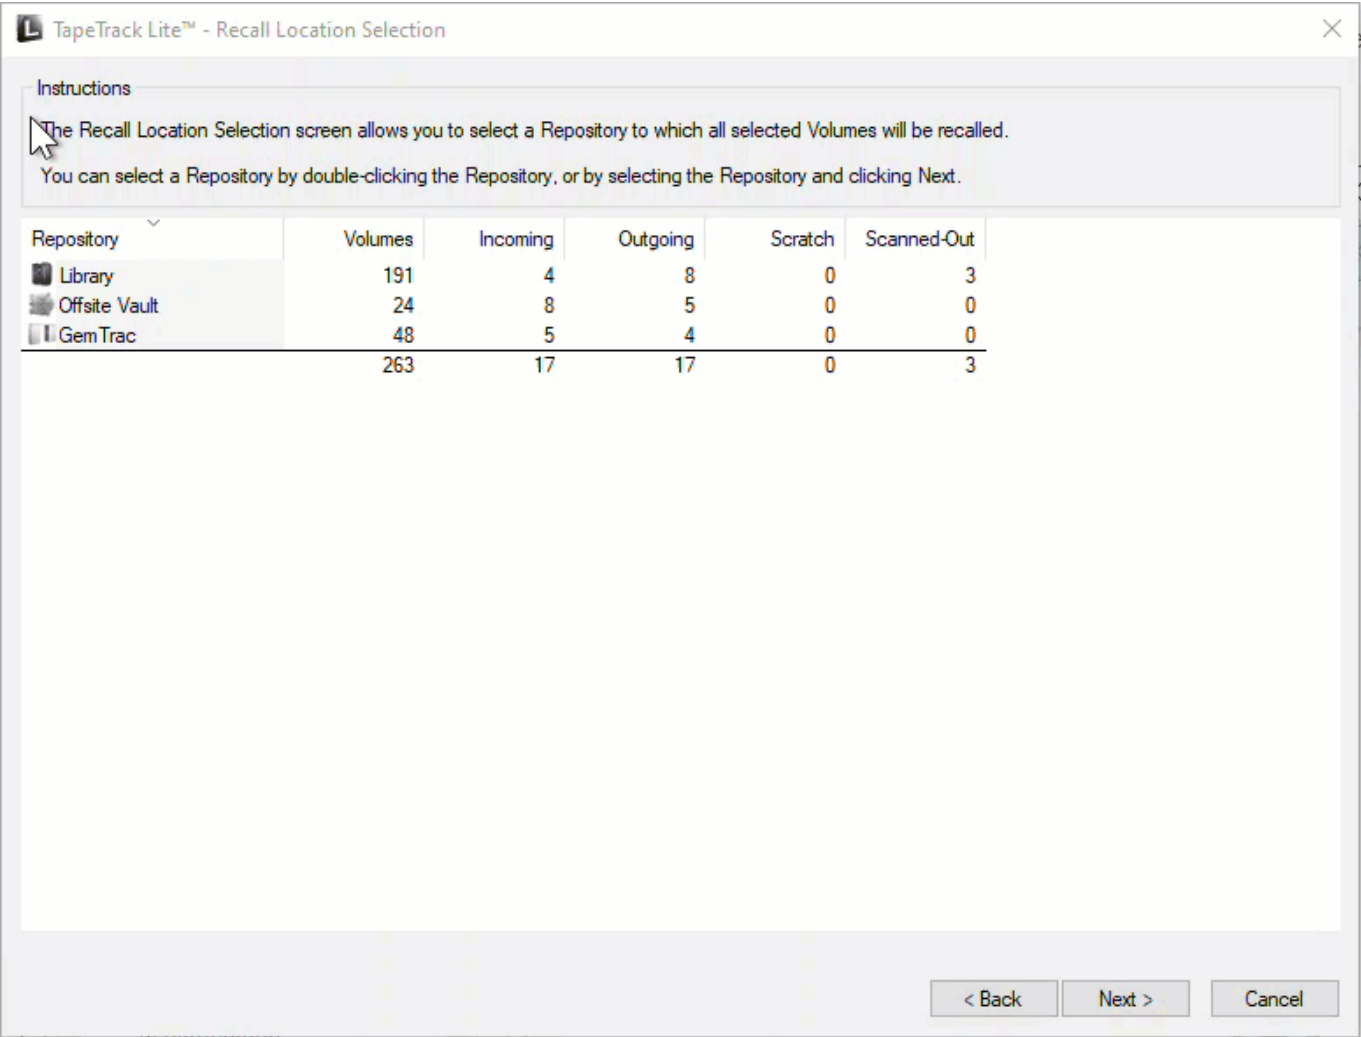 TapeTrack Lite™ - Recall Location Selection
Instructions
The Recall Location Selection screen allows you to select a Repository to which all selected Volumes will be recalled.
You can select a Repository by double-clicking the Repository, or by selecting the Repository and clicking Next.
Repository Volumes Incoming Outgoing Scratch Scanned-Out
Library 191 4 8 0 3
Offsite Vault 24 8 5 0 0
GemTrac 48 5 4 0 0
263 17 17 0 3
< Back Next > Cancel